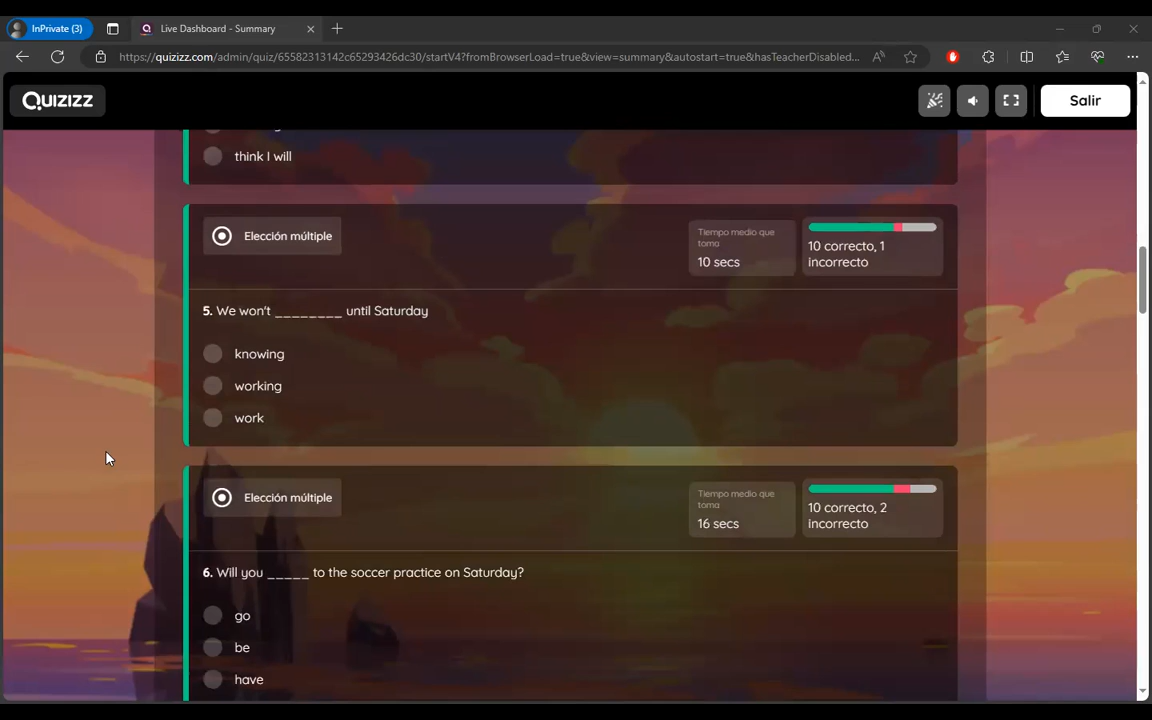 InPrivate (3)
Live Dashboard - Summary
https://quizizz.com/admin/quiz/65582313142c65293426dc30/startV4?fromBrowserLoad=true&view=summary&autostart=true&hasTeacherDisabled...
QUIZIZZ
Salir
think I will
Elección múltiple
Tiempo medio que
toma
10 secs
10 correcto, 1
incorrecto
5. We won't ________ until Saturday
knowing
working
work
Elección múltiple
Tiempo medio que
toma
16 secs
10 correcto, 2
incorrecto
6. Will you _____ to the soccer practice on Saturday?
go
be
have